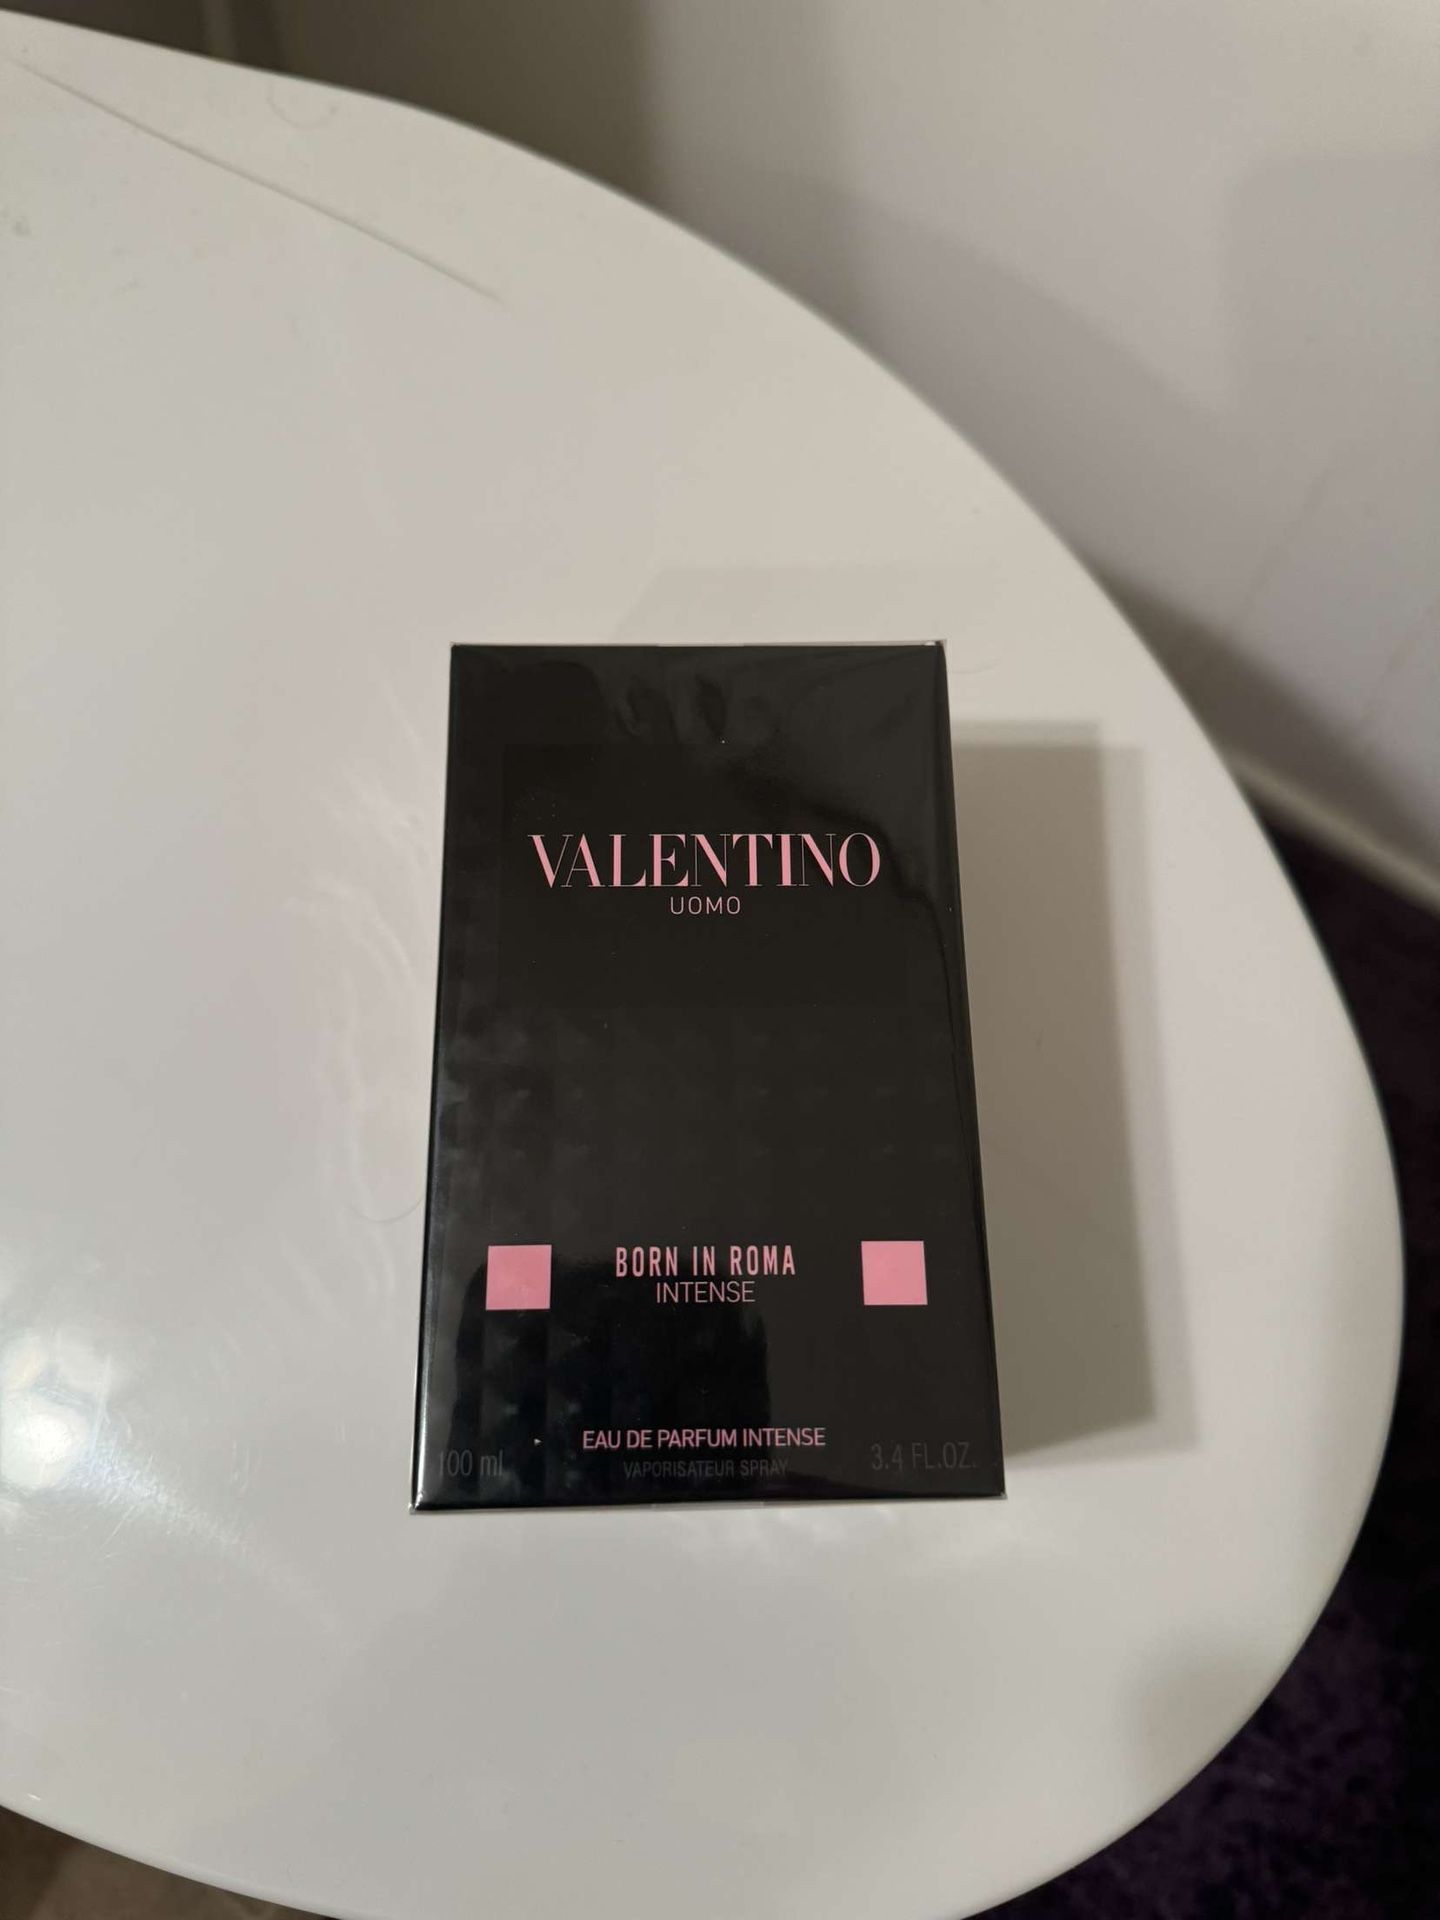 VALENTINO
UOMO
BORN IN ROMA
INTENSE
EAU DE PARFUM INTENSE
100 ml VAPORISATEUR SPRAY 3.4 FL.OZ.